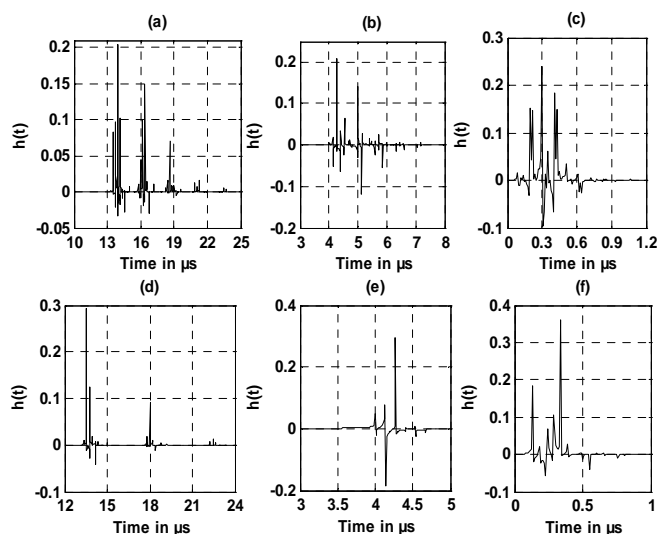 (a) (b) (c)
0.2
0.15
0.1
0.05
0
-0.05
h(t)
10 13 16 19 22 25
Time in µs
0.2
0.1
0
-0.1
-0.2
h(t)
3 4 5 6 7 8
Time in µs
0.3
0.2
0.1
0
-0.1
h(t)
0 0.3 0.6 0.9 1.2
Time in µs
(d) (e) (f)
0.3
0.2
0.1
0
-0.1
h(t)
12 15 18 21 24
Time in µs
0.4
0.2
0
-0.2
h(t)
3 3.5 4 4.5 5
Time in µs
0.4
0.3
0.2
0.1
0
-0.1
h(t)
0 0.5 1
Time in µs